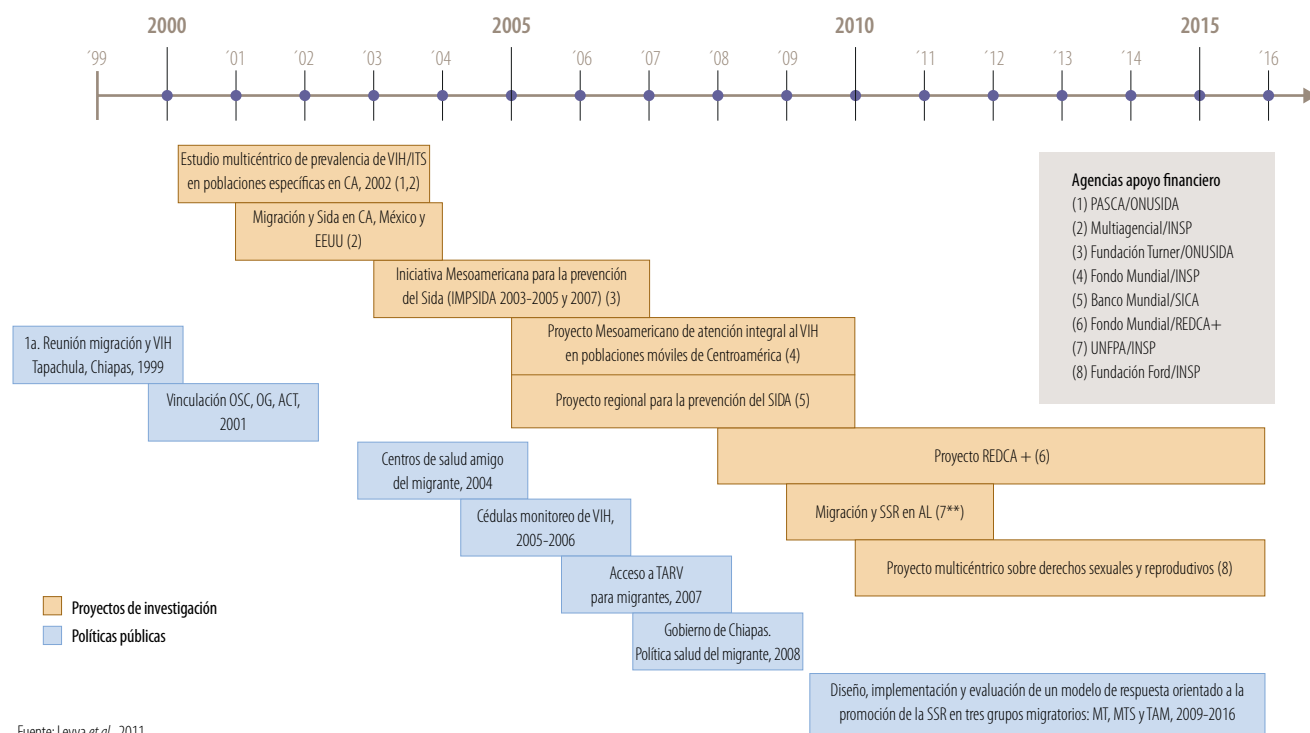 2000
2005
2010
2015
´99
´01
´02
´03
´04
´06
´07
´08
´09
´11
´12
´13
´14
´16
Estudio multicéntrico de prevalencia de VIH/ITS
en poblaciones específicas en CA, 2002 (1,2)
Migración y Sida en CA, México y
EEUU (2)
Iniciativa Mesoamericana para la prevención
del Sida (IMPSIDA 2003-2005 y 2007) (3)
Proyecto Mesoamericano de atención integral al VIH
en poblaciones móviles de Centroamérica (4)
Proyecto regional para la prevención del SIDA (5)
Proyecto REDCA + (6)
Migración y SSR en AL (7**)
Proyecto multicéntrico sobre derechos sexuales y reproductivos (8)
Agencias apoyo financiero
(1) PASCA/ONUSIDA
(2) Multiagencial/INSP
(3) Fundación Turner/ONUSIDA
(4) Fondo Mundial/INSP
(5) Banco Mundial/SICA
(6) Fondo Mundial/REDCA+
(7) UNFPA/INSP
(8) Fundación Ford/INSP
1a. Reunión migración y VIH
Tapachula, Chiapas, 1999
Vinculación OSC, OG, ACT,
2001
Centros de salud amigo
del migrante, 2004
Cédulas monitoreo de VIH,
2005-2006
Acceso a TARV
para migrantes, 2007
Gobierno de Chiapas.
Política salud del migrante, 2008
Diseño, implementación y evaluación de un modelo de respuesta orientado a la
promoción de la SSR en tres grupos migratorios: MT, MTS y TAM, 2009-2016
Proyectos de investigación
Políticas públicas
Fuente: Leyva et al., 2011